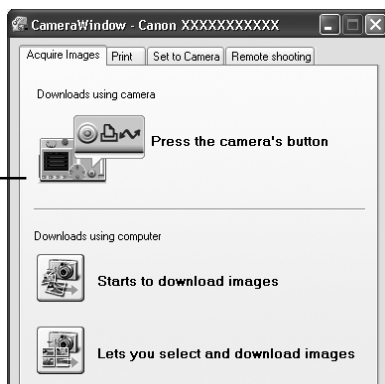 CameraWindow - Canon XXXXXXXXXXX
Acquire Images Print Set to Camera Remote shooting
Downloads using camera
Press the camera's button
Downloads using computer
Starts to download images
Lets you select and download images